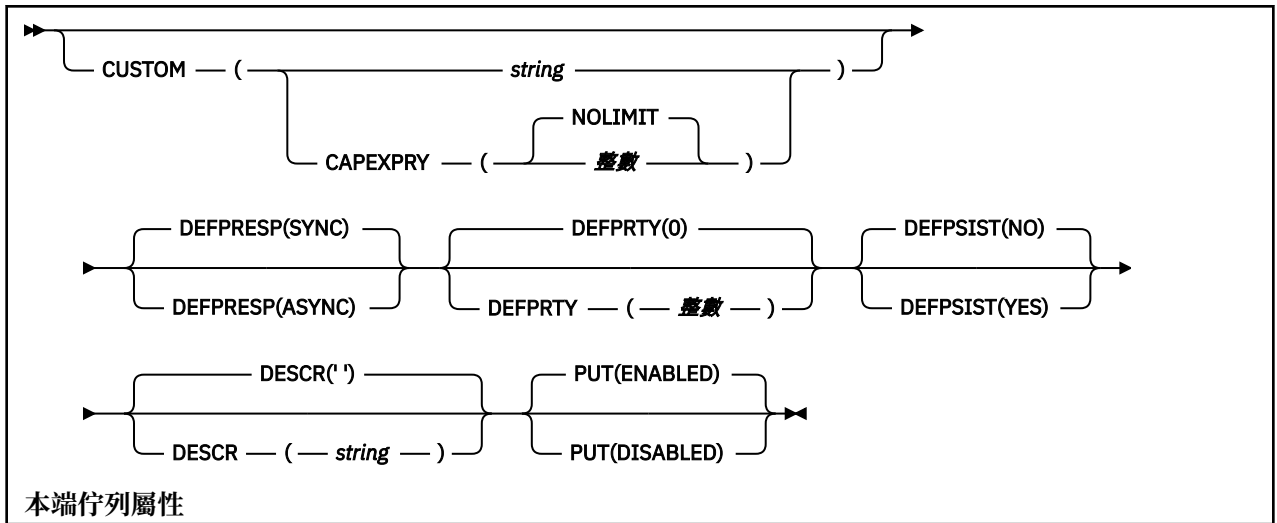 CUSTOM ( string )
NOLIMIT
CAPEXPRY ( 整數 )
DEFPRESP(SYNC) DEFPRTY(0) DEFPSIST(NO)
DEFPRESP(ASYNC) DEFPRTY ( 整數 ) DEFPSIST(YES)
DESCR(' ') PUT(ENABLED)
DESCR ( string ) PUT(DISABLED)
本端佇列屬性